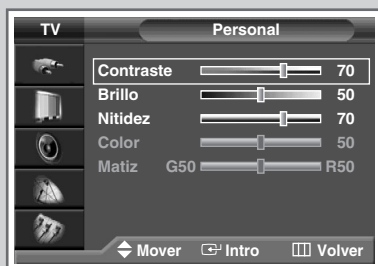 TV Personal
Contraste 70
Brillo 50
Nitidez 70
Color 50
Matiz G50 R50
Mover Intro Volver